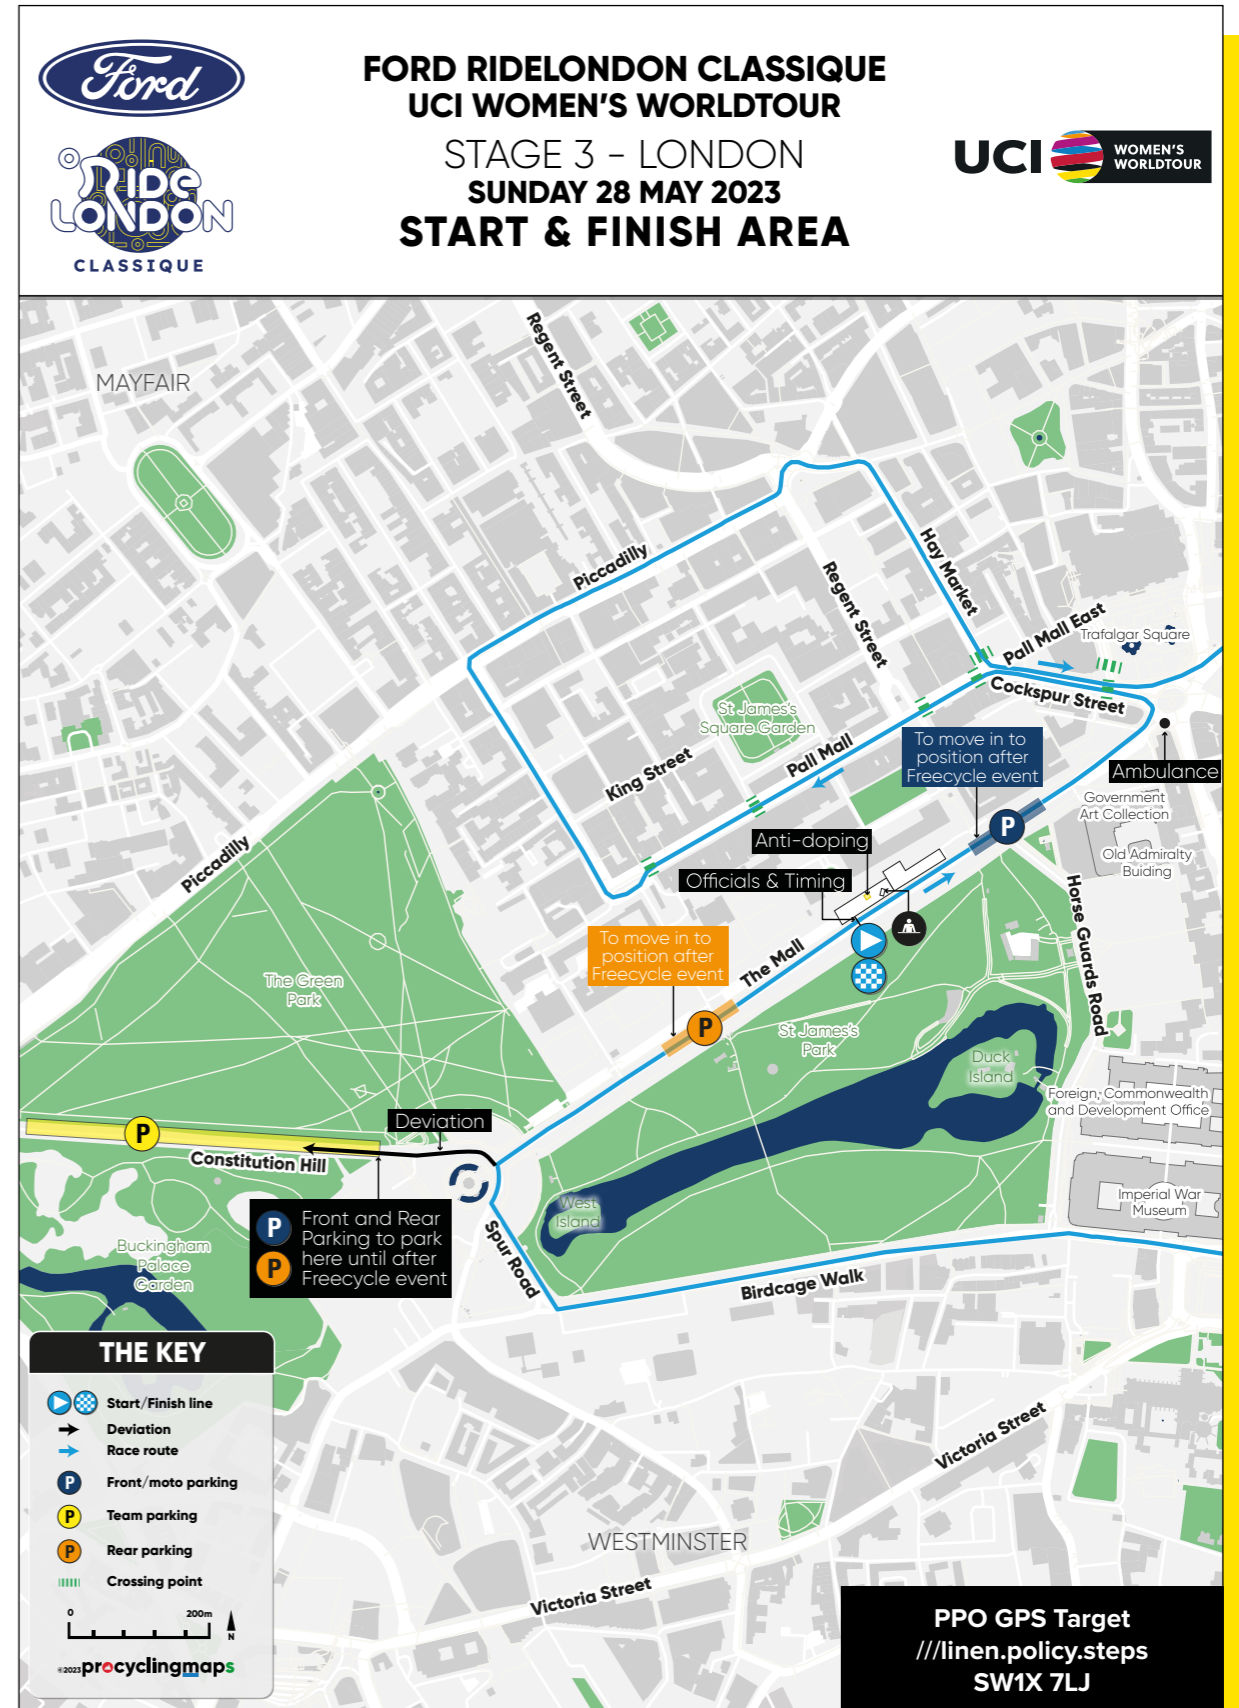 Ford
RIDE
LONDON
CLASSIQUE
FORD RIDELONDON CLASSIQUE
UCI WOMEN'S WORLDTOUR
STAGE 3 - LONDON
SUNDAY 28 MAY 2023
START & FINISH AREA
UCI
WOMEN'S
WORLDTOUR
MAYFAIR
Regent Street
Piccadilly
Hay Market
Regent Street
Pall Mall East
Trafalgar Square
Cockspur Street
St James's
Square Garden
King Street
Pall Mall
To move in to
position after
Freecycle event
Ambulance
Government
Art Collection
Old Admiralty
Buiding
Anti-doping
Officials & Timing
Piccadilly
Horse Guards Road
To move in to
position after
Freecycle event
The Mall
P
P
The Green
Park
St James's
Park
Duck
Island
Foreign, Commonwealth
and Development Office
Deviation
P
Constitution Hill
Imperial War
Museum
West
Island
P
P
Front and Rear
Parking to park
here until after
Freecycle event
Spur Road
Birdcage Walk
Buckingham
Palace
Garden
THE KEY
Start/Finish line
Deviation
Race route
P Front/moto parking
P Team parking
P Rear parking
Crossing point
0 200m
N
©2023 procyclingmaps
Victoria Street
WESTMINSTER
Victoria Street
PPO GPS Target
///linen.policy.steps
SW1X 7LJ